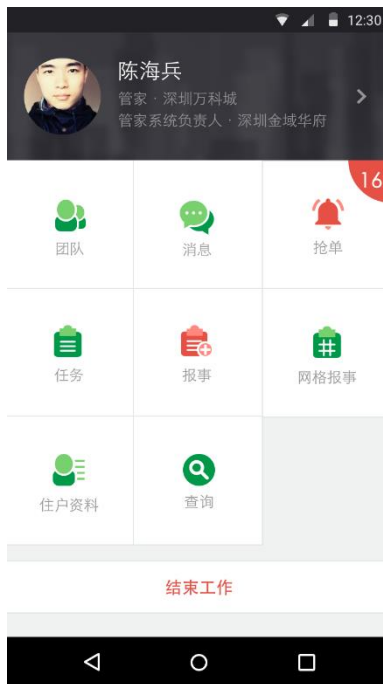 12:30
陈海兵
管家 · 深圳万科城
管家系统负责人 · 深圳金域华府
16
团队
消息
抢单
任务
报事
网格报事
住户资料
查询
结束工作